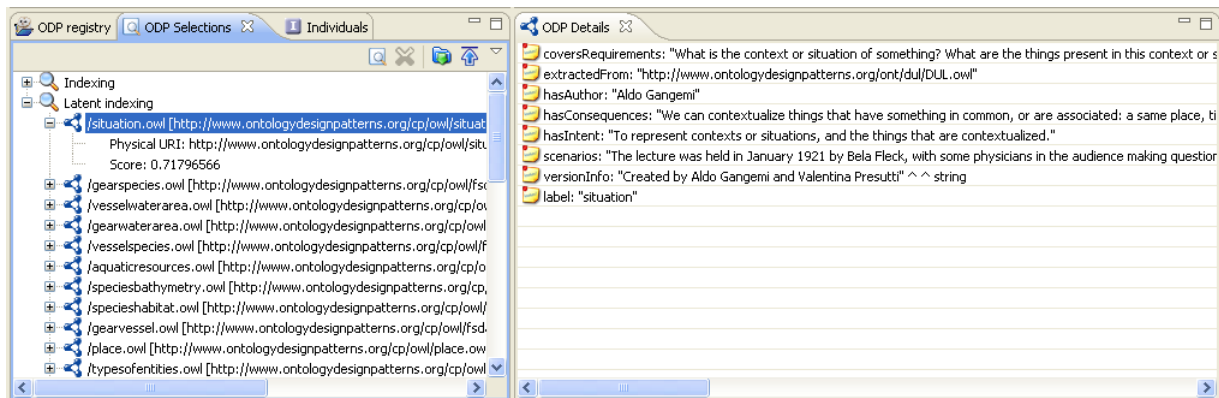 ODP registry
ODP Selections
Individuals
Indexing
Latent indexing
/situation.owl [http://www.ontologydesignpatterns.org/cp/owl/situat
Physical URI: http://www.ontologydesignpatterns.org/cp/owl/situ
Score: 0.71796566
/gearspecies.owl [http://www.ontologydesignpatterns.org/cp/owl/fsd
/vesselwaterarea.owl [http://www.ontologydesignpatterns.org/cp/ow
/gearwaterarea.owl [http://www.ontologydesignpatterns.org/cp/owl
/vesselspecies.owl [http://www.ontologydesignpatterns.org/cp/owl/f
/aquaticresources.owl [http://www.ontologydesignpatterns.org/cp/o
/speciesbathymetry.owl [http://www.ontologydesignpatterns.org/cp,
/specieshabitat.owl [http://www.ontologydesignpatterns.org/cp/owl/
/gearvessel.owl [http://www.ontologydesignpatterns.org/cp/owl/fsd
/place.owl [http://www.ontologydesignpatterns.org/cp/owl/place.ow
/typesofentities.owl [http://www.ontologydesignpatterns.org/cp/owl
ODP Details
coversRequirements: "What is the context or situation of something? What are the things present in this context or s
extractedFrom: "http://www.ontologydesignpatterns.org/ont/dul/DUL.owl"
hasAuthor: "Aldo Gangemi"
hasConsequences: "We can contextualize things that have something in common, or are associated: a same place, ti
hasIntent: "To represent contexts or situations, and the things that are contextualized."
scenarios: "The lecture was held in January 1921 by Bela Fleck, with some physicians in the audience making question
versionInfo: "Created by Aldo Gangemi and Valentina Presutti" ^ ^ string
label: "situation"